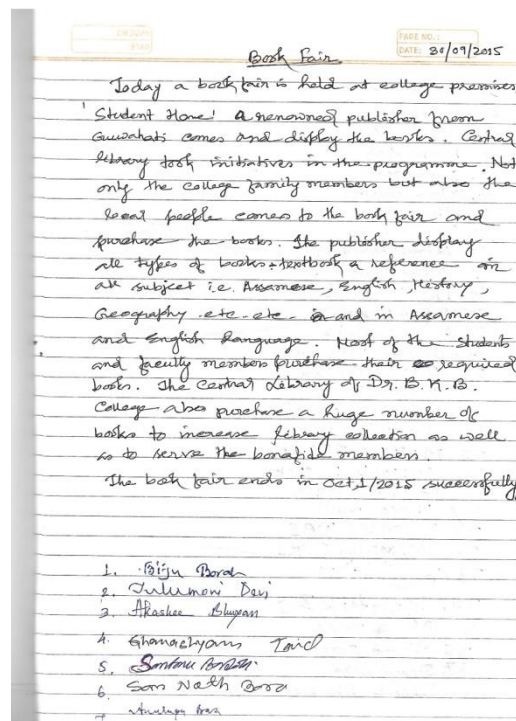 PAGE NO.:
DATE: 30/09/2015
Book Fair
Today a book fair is held at college premises
'Student Home' a renowned publisher from
Guwahati comes and display the books. Central
library took initiatives in the programme. Not
only the college family members but also the
local people comes to the book fair and
purchase the books. The publisher display
all types of books textbook a reference in
all subject i.e. Assamese, English, History,
Geography etc. etc. and in Assamese
and English Language. Most of the students
and faculty members purchase their required
books. The Central Library of Dr. B. K. B.
College also purchase a huge number of
books to increase library collection as well
as to serve the bonafide members.
The book fair ends in Oct, 1/2015 successfully
1. Biju Borah
2. Julumoni Devi
3. Akashee Bhuyan
4. Ghanashyam Taid
5.
6. Som Nath Bora
7.